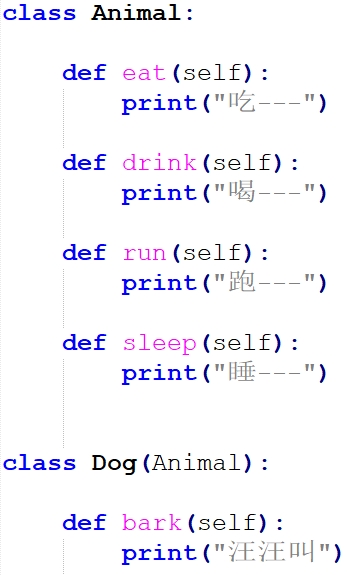 class Animal:
def eat(self):
print("吃---")
def drink(self):
print("喝---")
def run(self):
print("跑---")
def sleep(self):
print("睡---")
class Dog(Animal):
def bark(self):
print("汪汪叫")